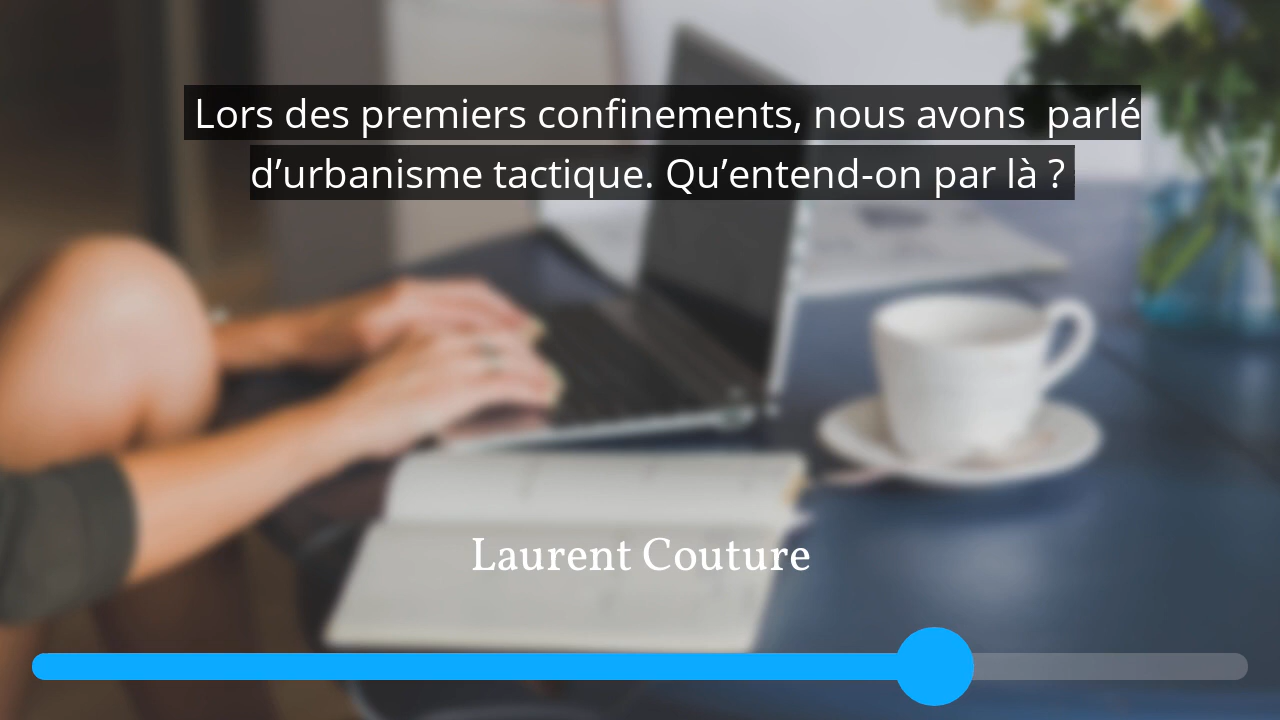 Lors des premiers confinements, nous avons  parlé
d’urbanisme tactique. Qu’entend-on par là ?
Laurent Couture